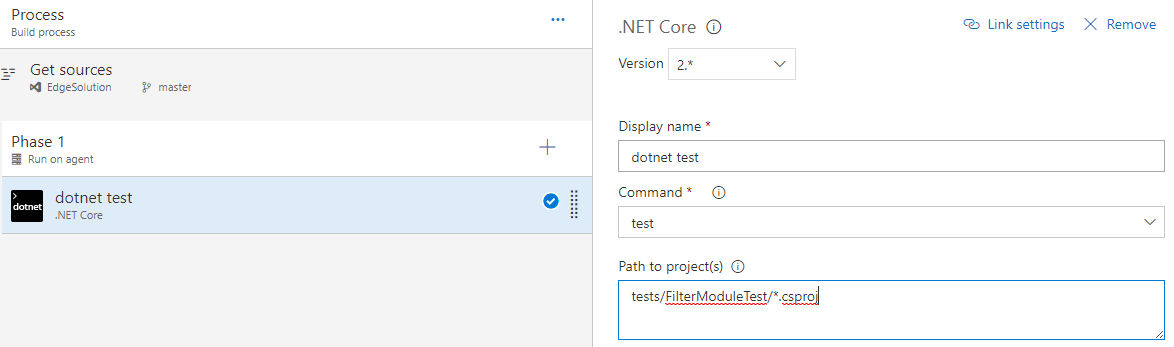 Process
Build process
Get sources
EdgeSolution master
Phase 1
Run on agent
dotnet
dotnet test
.NET Core
.NET Core
Link settings
Remove
Version 2.*
Display name *
dotnet test
Command *
test
Path to project(s)
tests/FilterModuleTest/*.csproj